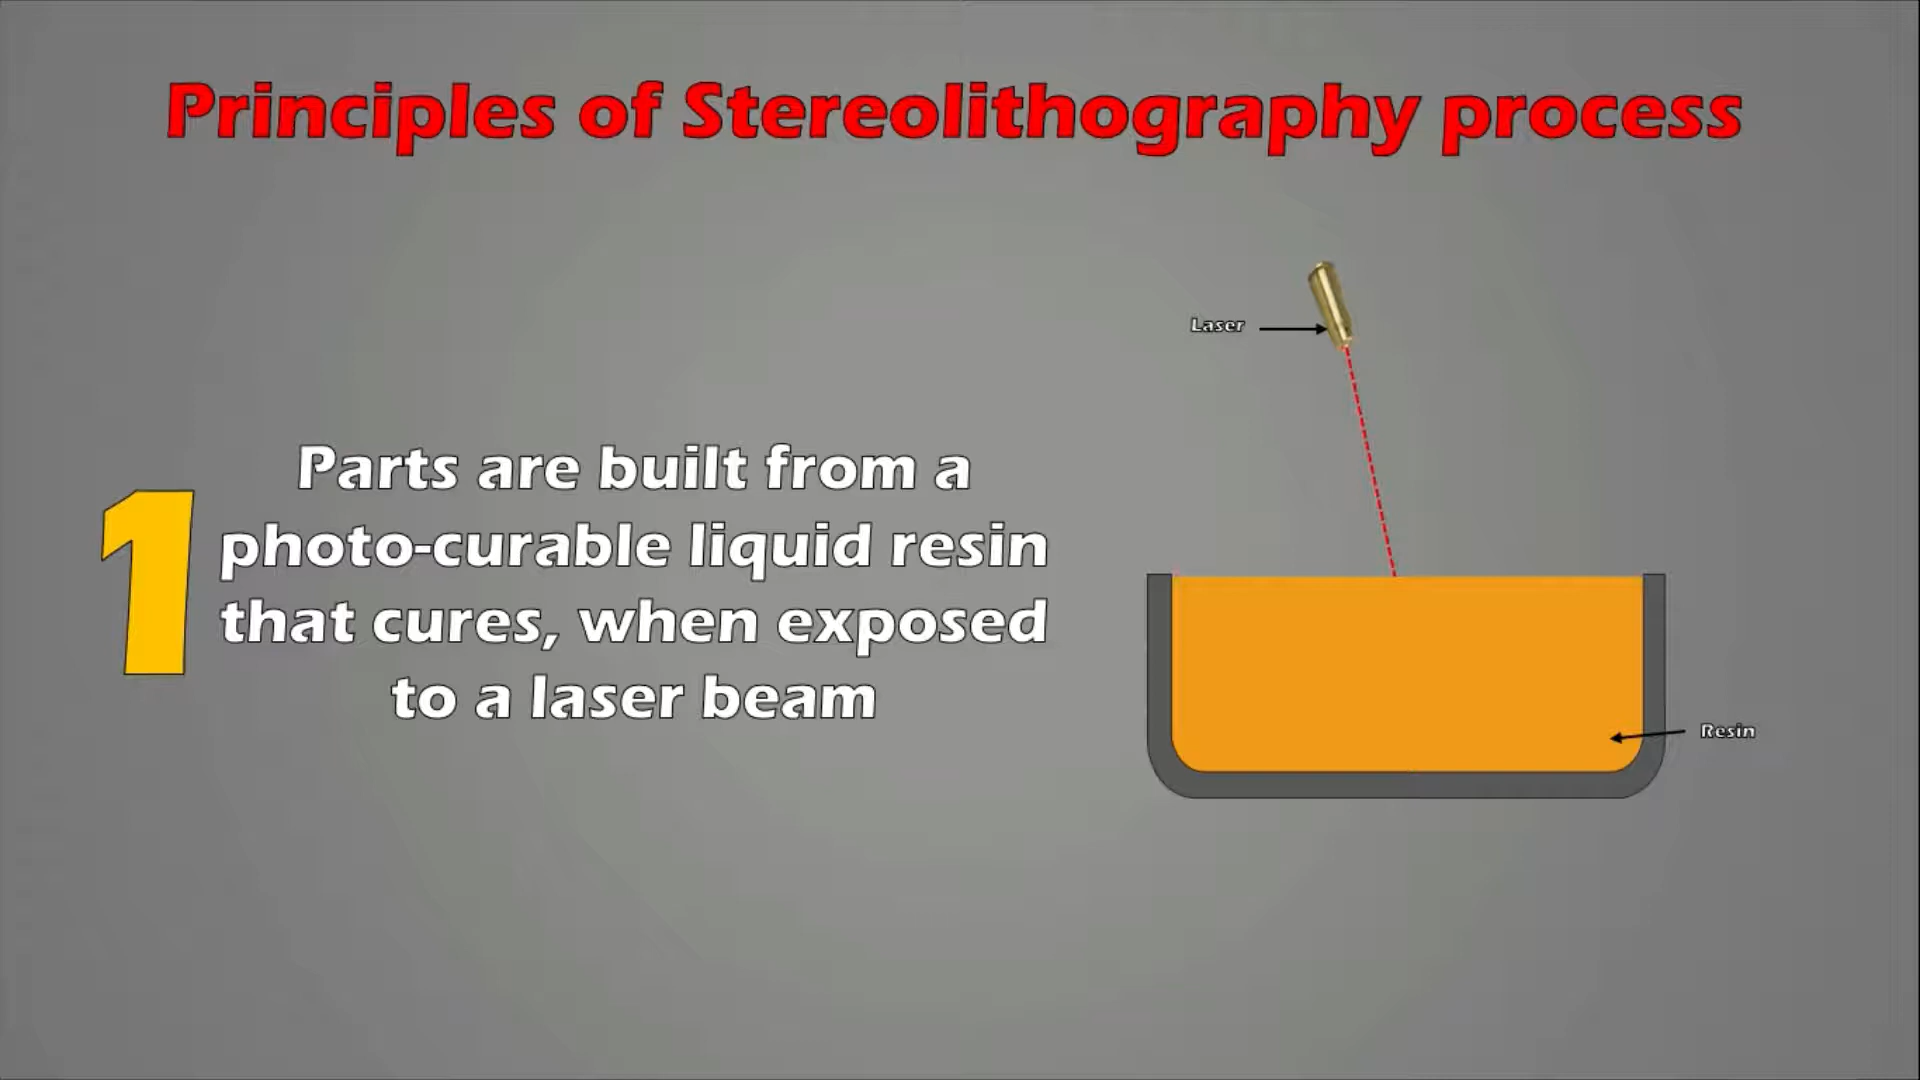 Principles of Stereolithography process
Laser
1
Parts are built from a
photo-curable liquid resin
that cures, when exposed
to a laser beam
Resin